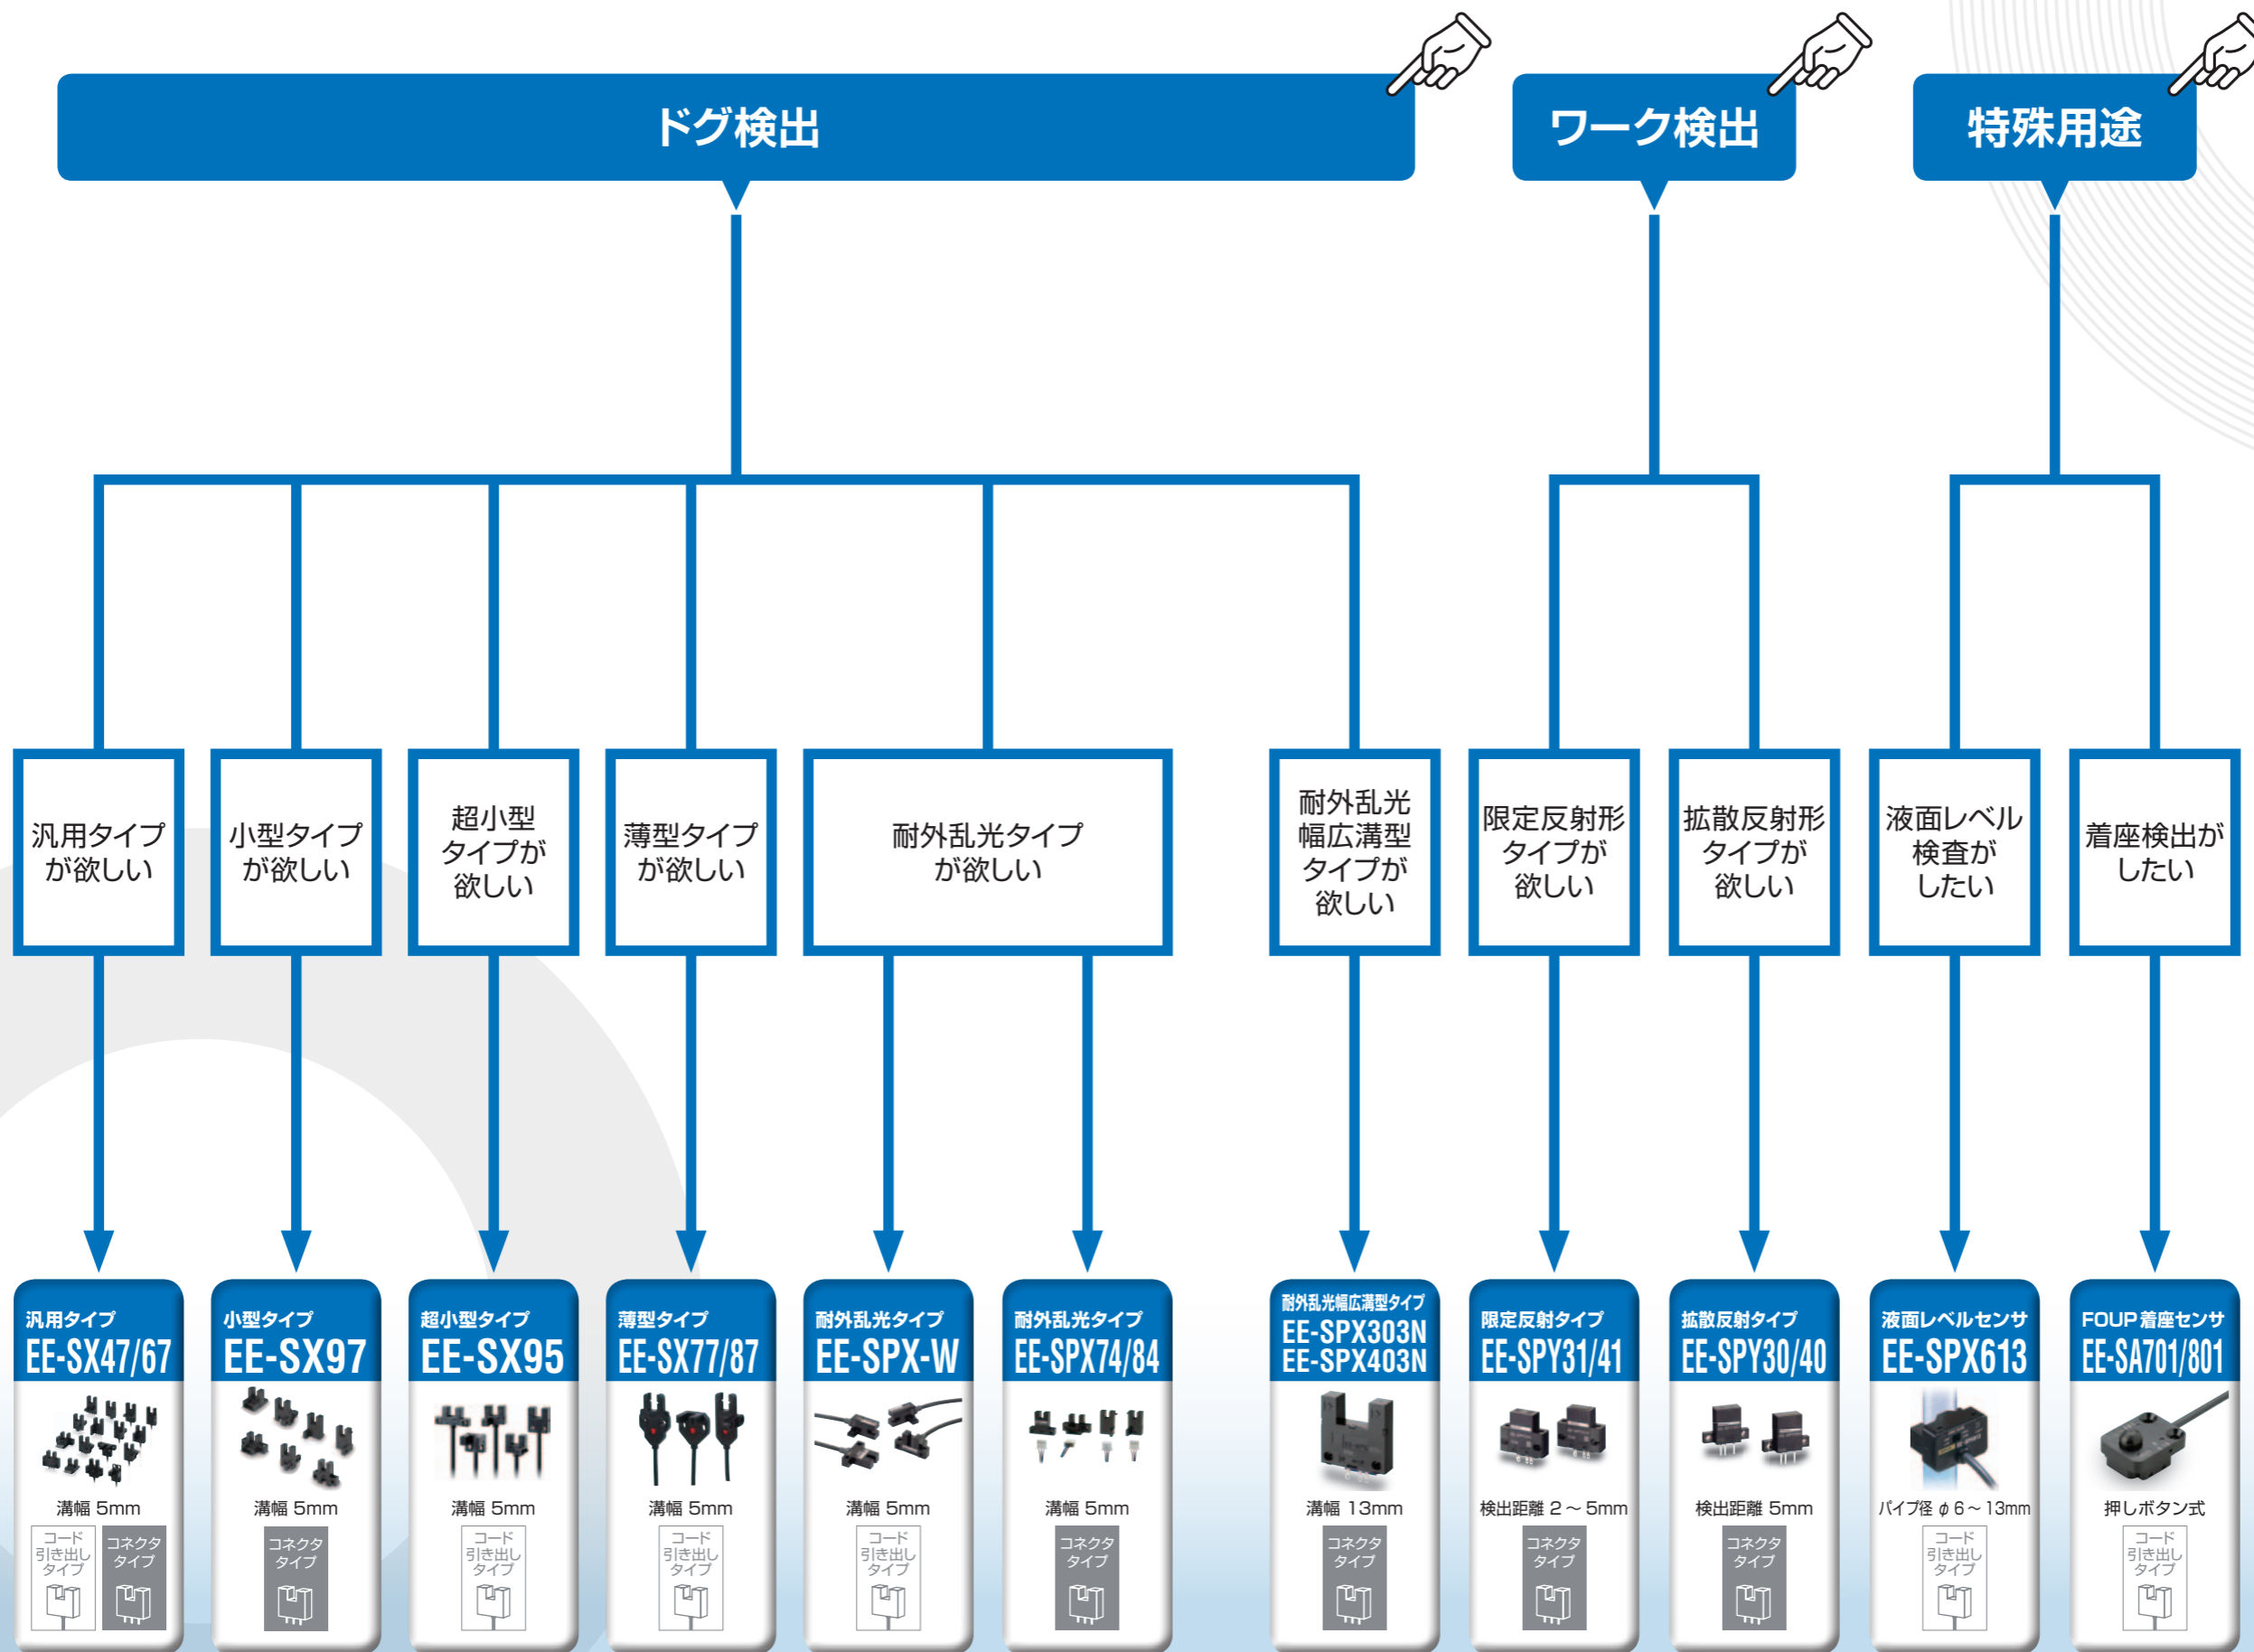 ドグ検出
ワーク検出
特殊用途
汎用タイプ
が欲しい
小型タイプ
が欲しい
超小型
タイプが
欲しい
薄型タイプ
が欲しい
耐外乱光タイプ
が欲しい
耐外乱光
幅広溝型
タイプが
欲しい
限定反射形
タイプが
欲しい
拡散反射形
タイプが
欲しい
液面レベル
検査が
したい
着座検出が
したい
汎用タイプ
EE-SX47/67
溝幅 5mm
コード
引き出し
タイプ
コネクタ
タイプ
小型タイプ
EE-SX97
溝幅 5mm
コネクタ
タイプ
超小型タイプ
EE-SX95
溝幅 5mm
コード
引き出し
タイプ
薄型タイプ
EE-SX77/87
溝幅 5mm
コード
引き出し
タイプ
耐外乱光タイプ
EE-SPX-W
溝幅 5mm
コード
引き出し
タイプ
耐外乱光タイプ
EE-SPX74/84
溝幅 5mm
コネクタ
タイプ
耐外乱光幅広溝型タイプ
EE-SPX303N
EE-SPX403N
溝幅 13mm
コネクタ
タイプ
限定反射タイプ
EE-SPY31/41
検出距離 2～5mm
コネクタ
タイプ
拡散反射タイプ
EE-SPY30/40
検出距離 5mm
コネクタ
タイプ
液面レベルセンサ
EE-SPX613
パイプ径 φ6～13mm
コード
引き出し
タイプ
FOUP着座センサ
EE-SA701/801
押しボタン式
コード
引き出し
タイプ